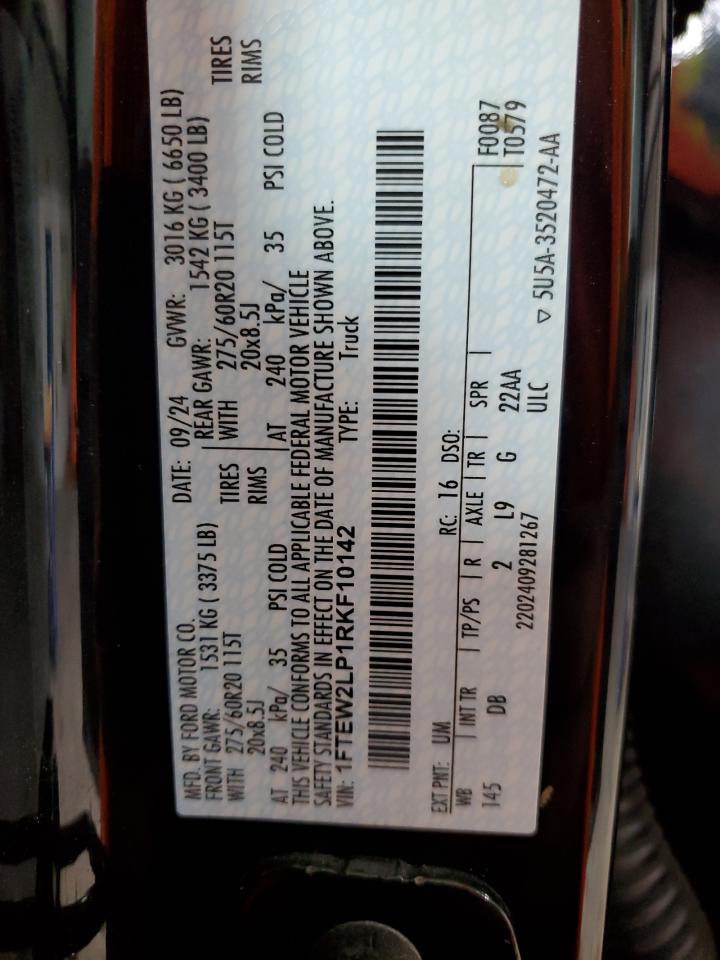 MFD. BY FORD MOTOR CO.
DATE: 09/24 GVWR: 3016 KG ( 6650 LB)
FRONT GAWR: 1531 KG ( 3375 LB) REAR GAWR: 1542 KG ( 3400 LB)
WITH 275/60R20 115T TIRES WITH 275/60R20 115T TIRES
20x8.5J RIMS 20x8.5J RIMS
AT 240 kPa/ 35 PSI COLD AT 240 kPa/ 35 PSI COLD
THIS VEHICLE CONFORMS TO ALL APPLICABLE FEDERAL MOTOR VEHICLE
SAFETY STANDARDS IN EFFECT ON THE DATE OF MANUFACTURE SHOWN ABOVE.
VIN: 1FTEW2LP1RKF10142 TYPE: Truck
EXT PNT: UM RC: 16 DSO:
WB INT TR TP/PS R AXLE TR SPR F0087
145 DB 2 L9 G 22AA T0579
2202409281267 ULC
▽ 5U5A-3520472-AA